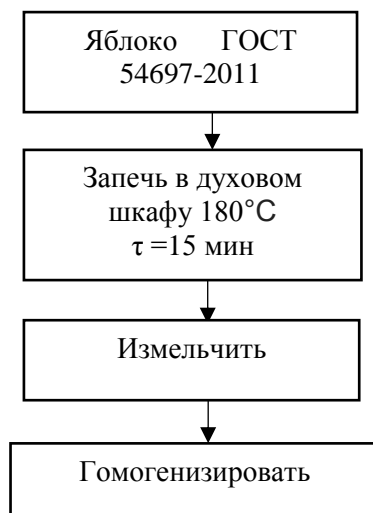 Яблоко ГОСТ
54697-2011
Запечь в духовом
шкафу 180°С
τ =15 мин
Измельчить
Гомогенизировать